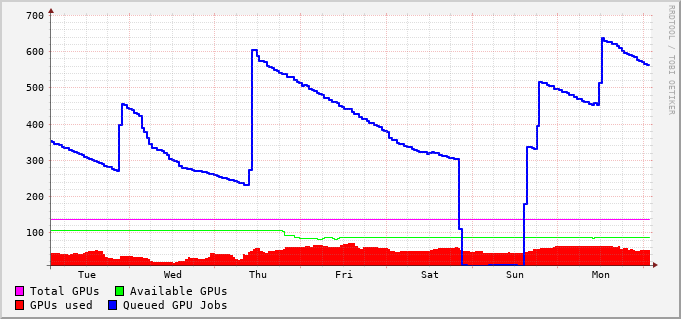 700
600
500
400
300
200
100
Tue Wed Thu Fri Sat Sun Mon
Total GPUs Available GPUs
GPUs used Queued GPU Jobs
RRDTOOL / TOBI OETIKER